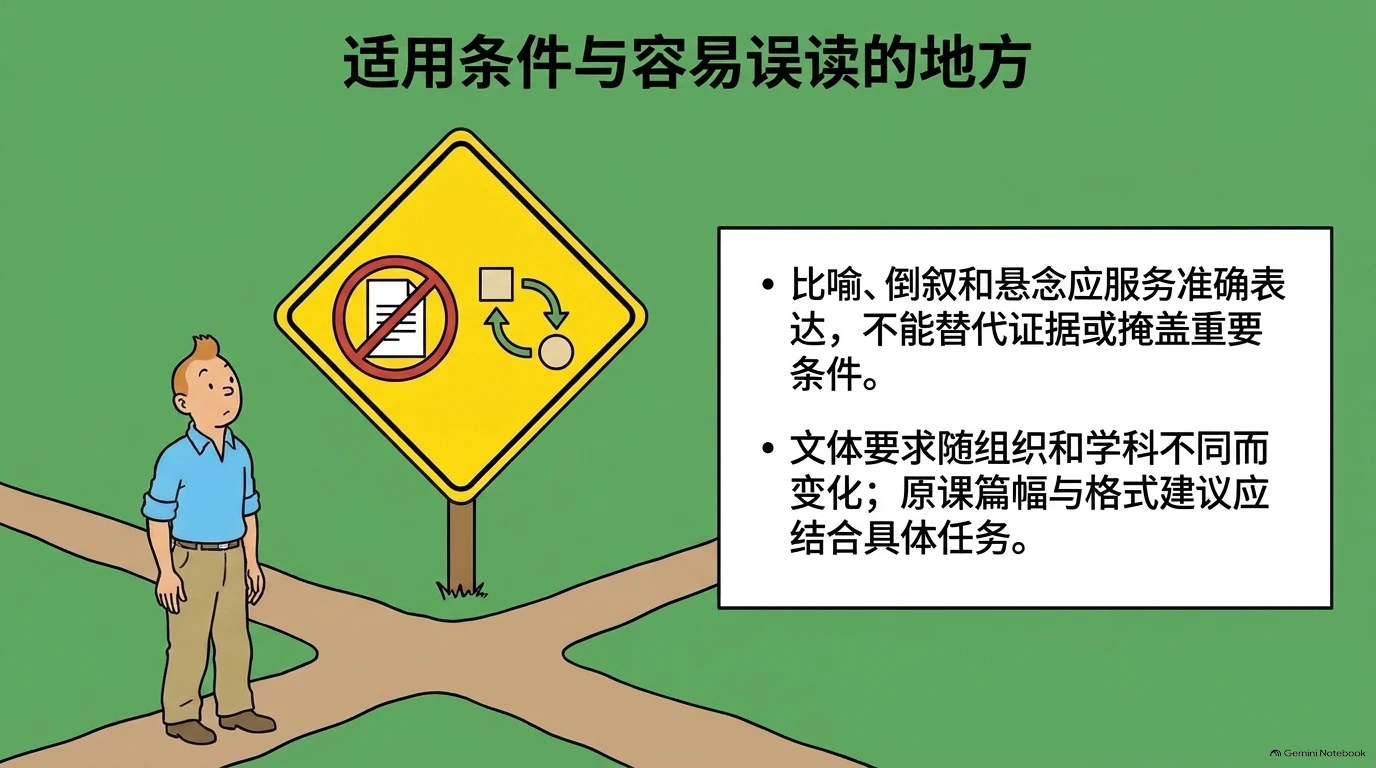 适用条件与容易误读的地方
• 比喻、倒叙和悬念应服务准确表
达，不能替代证据或掩盖重要
条件。
• 文体要求随组织和学科不同而
变化；原课篇幅与格式建议应
结合具体任务。
Gemini Notebook